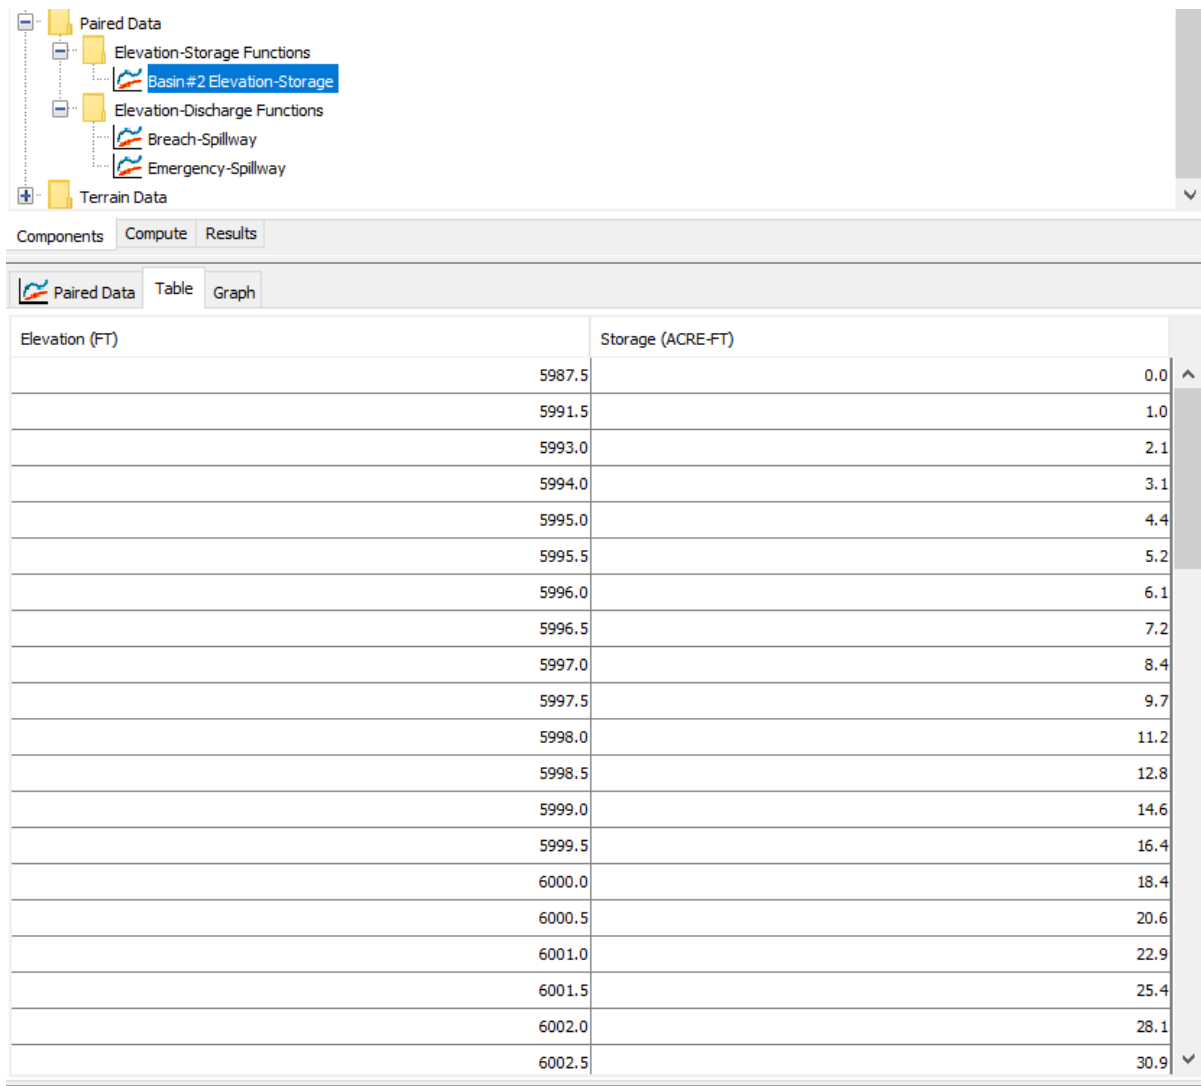 Paired Data
Elevation-Storage Functions
Basin#2 Elevation-Storage
Elevation-Discharge Functions
Breach-Spillway
Emergency-Spillway
Terrain Data
Components Compute Results
Paired Data Table Graph
Elevation (FT) Storage (ACRE-FT)
5987.5 0.0
5991.5 1.0
5993.0 2.1
5994.0 3.1
5995.0 4.4
5995.5 5.2
5996.0 6.1
5996.5 7.2
5997.0 8.4
5997.5 9.7
5998.0 11.2
5998.5 12.8
5999.0 14.6
5999.5 16.4
6000.0 18.4
6000.5 20.6
6001.0 22.9
6001.5 25.4
6002.0 28.1
6002.5 30.9